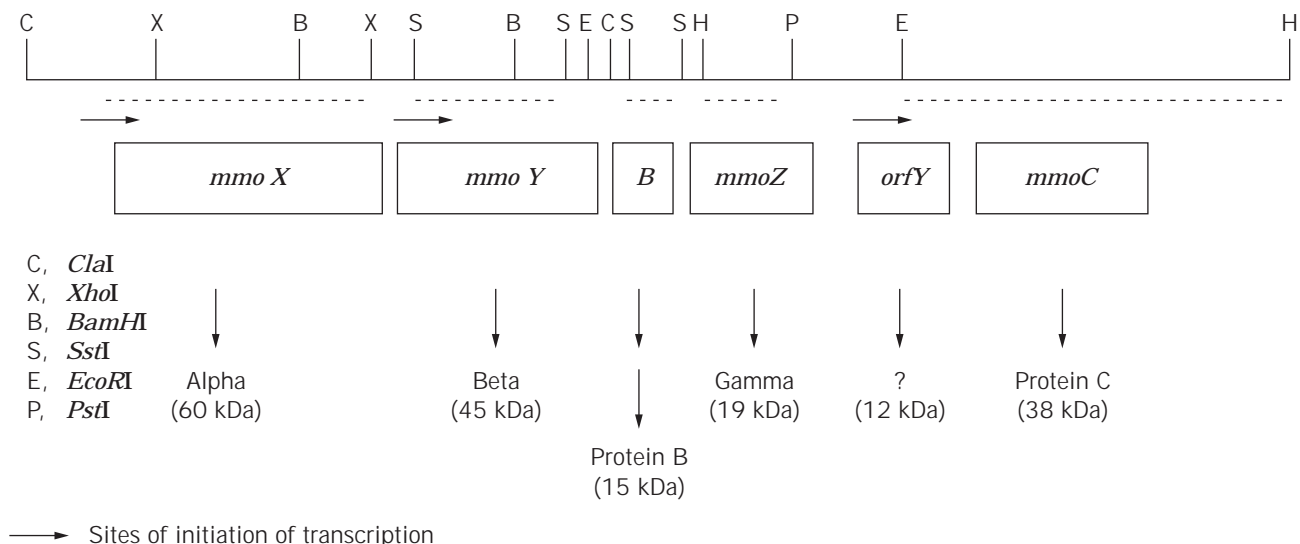 C X B X S B S E C S S H P E H
mmo X mmo Y B mmoZ orfY mmoC
C, ClaI
X, XhoI
B, BamHI
S, SstI
E, EcoRI
P, PstI
Alpha
(60 kDa)
Beta
(45 kDa)
Protein B
(15 kDa)
Gamma
(19 kDa)
?
(12 kDa)
Protein C
(38 kDa)
Sites of initiation of transcription